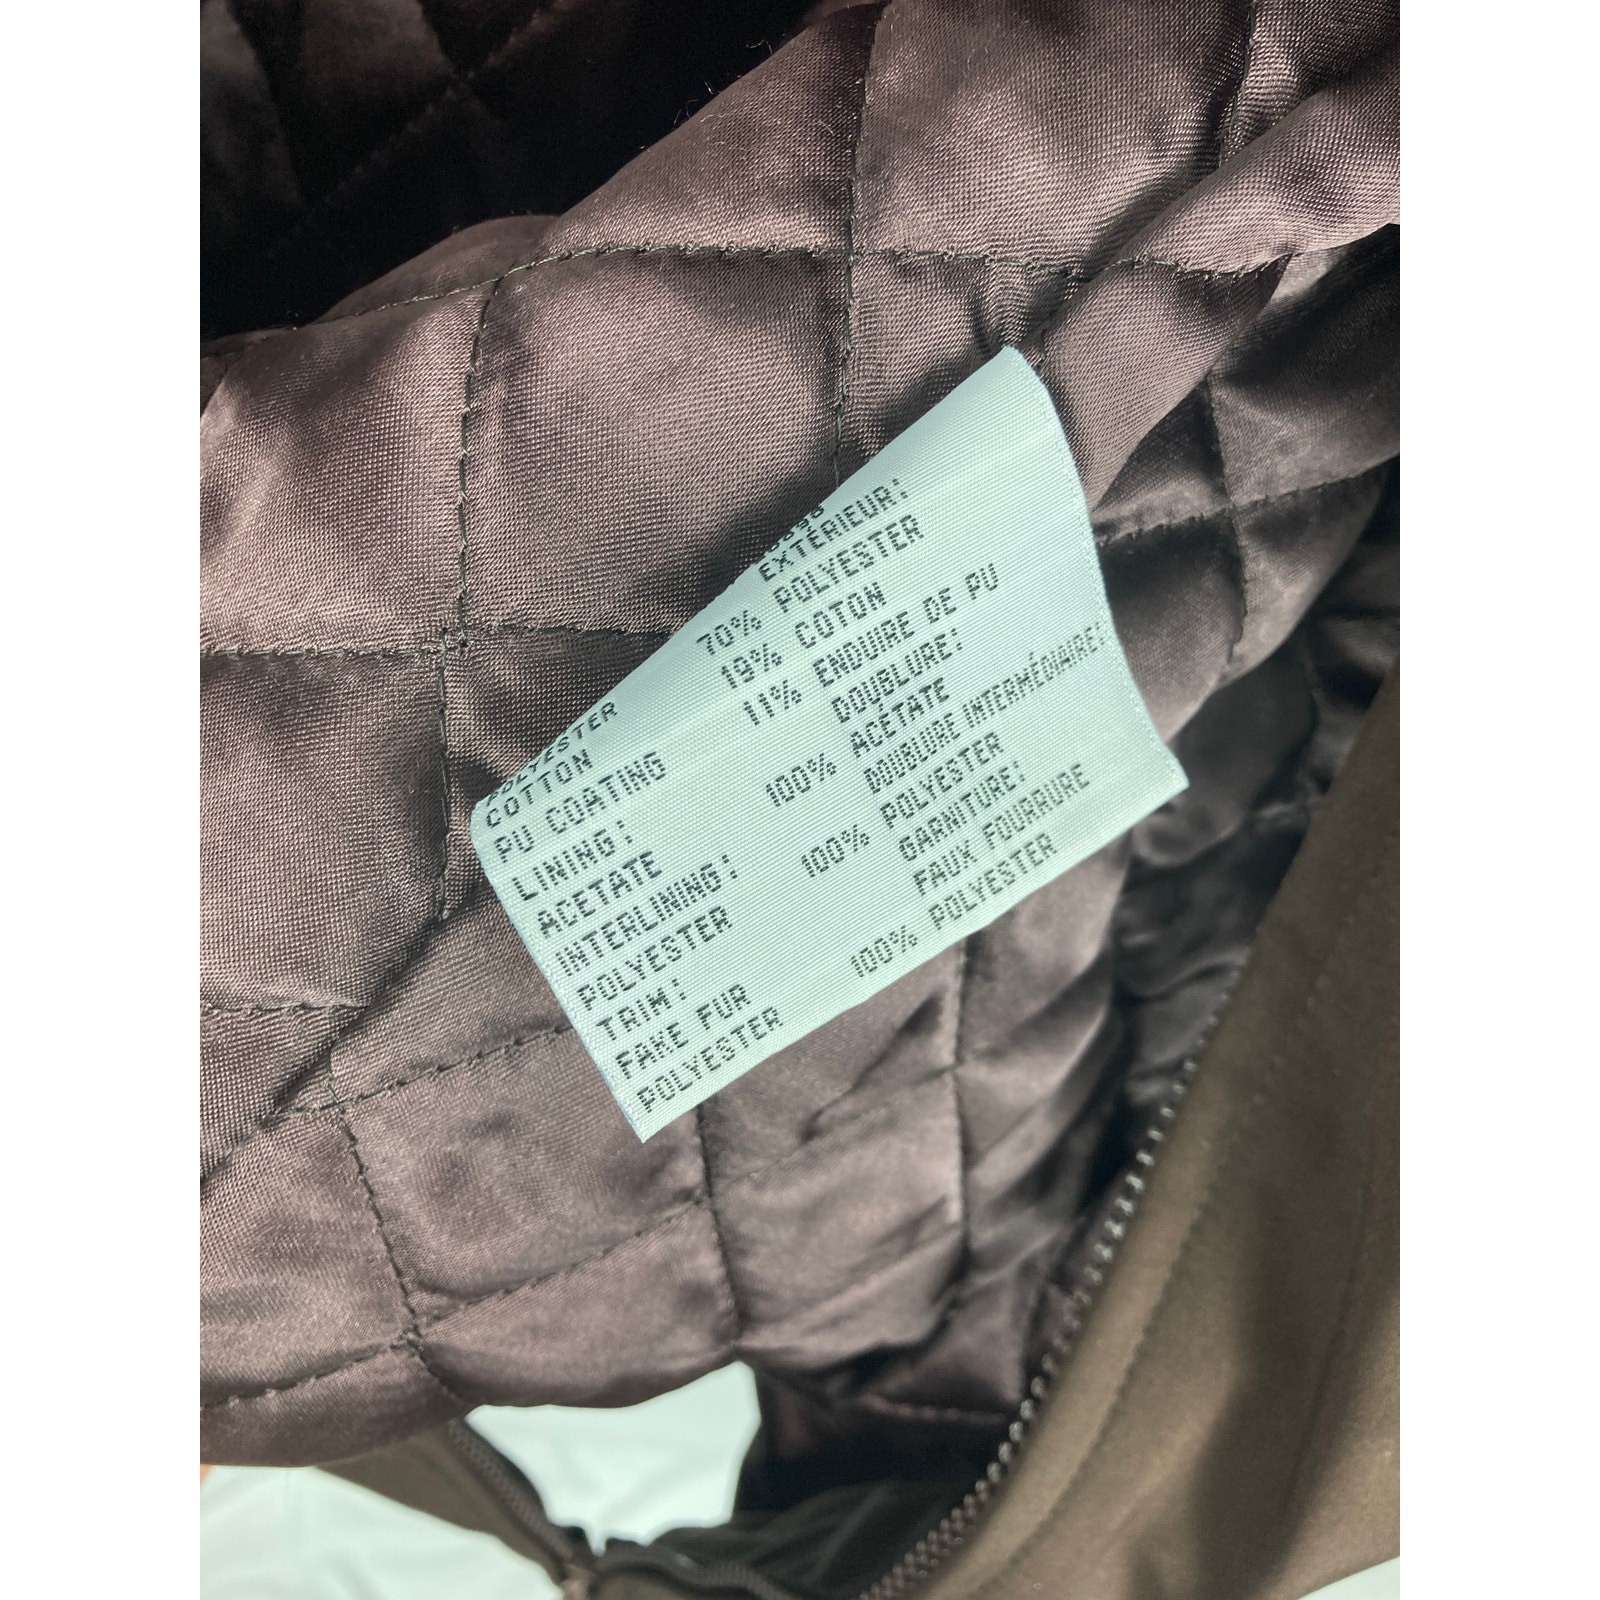 EXTÉRIEUR:
70% POLYESTER
19% COTON
11% ENDUIRE DE PU
DOUBLURE:
100% ACÉTATE
DOUBLURE INTERMÉDIAIRE:
100% POLYESTER
GARNITURE:
FAUX FOURRURE
100% POLYESTER
POLYESTER
COTTON
PU COATING
LINING:
ACETATE
INTERLINING:
POLYESTER
TRIM:
FAKE FUR
POLYESTER